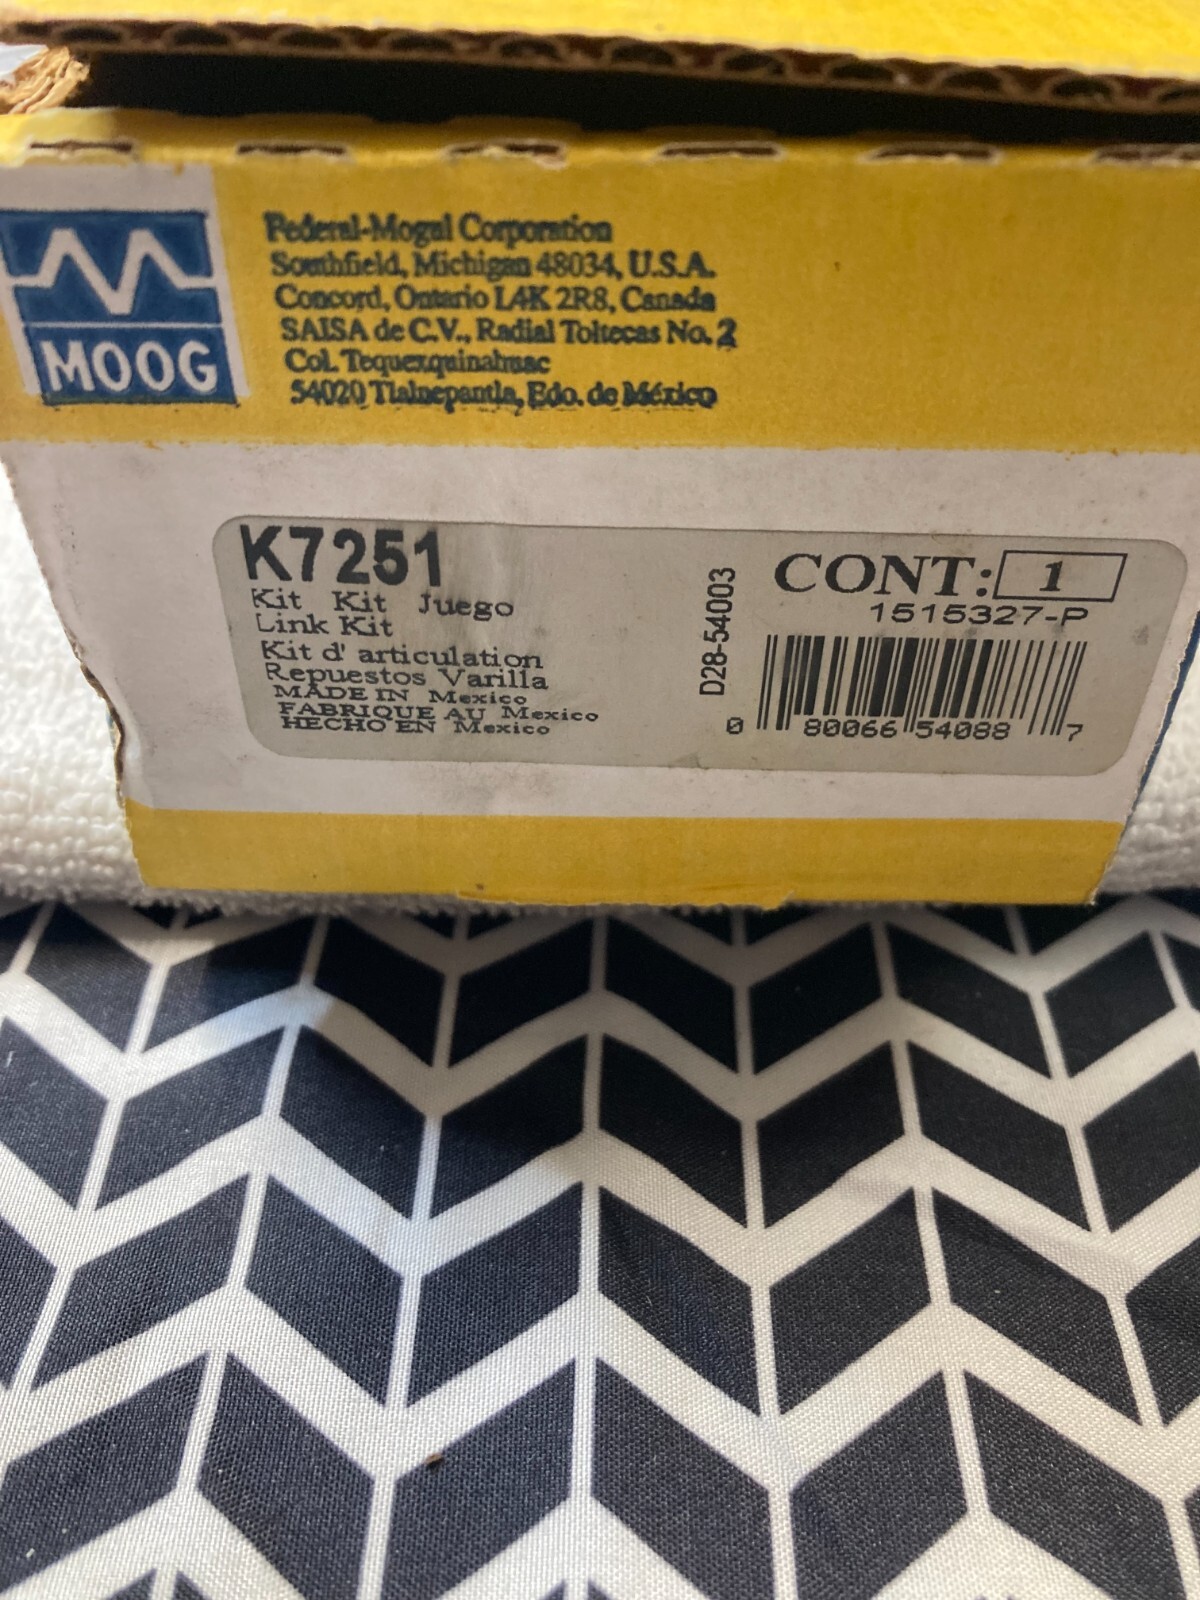 MOOG
Federal-Mogul Corporation
Southfield, Michigan 48034, U.S.A.
Concord, Ontario L4K 2R8, Canada
SAISA de C.V., Radial Toltecas No. 2
Col. Tequexquinahuac
54020 Tlalnepantla, Edo. de México
K7251
Kit Kit Juego
Link Kit
Kit d' articulation
Repuestos Varilla
MADE IN Mexico
FABRIQUE AU Mexico
HECHO EN Mexico
D28-54003
CONT: 1
1515327-P
0 80066 54088 7